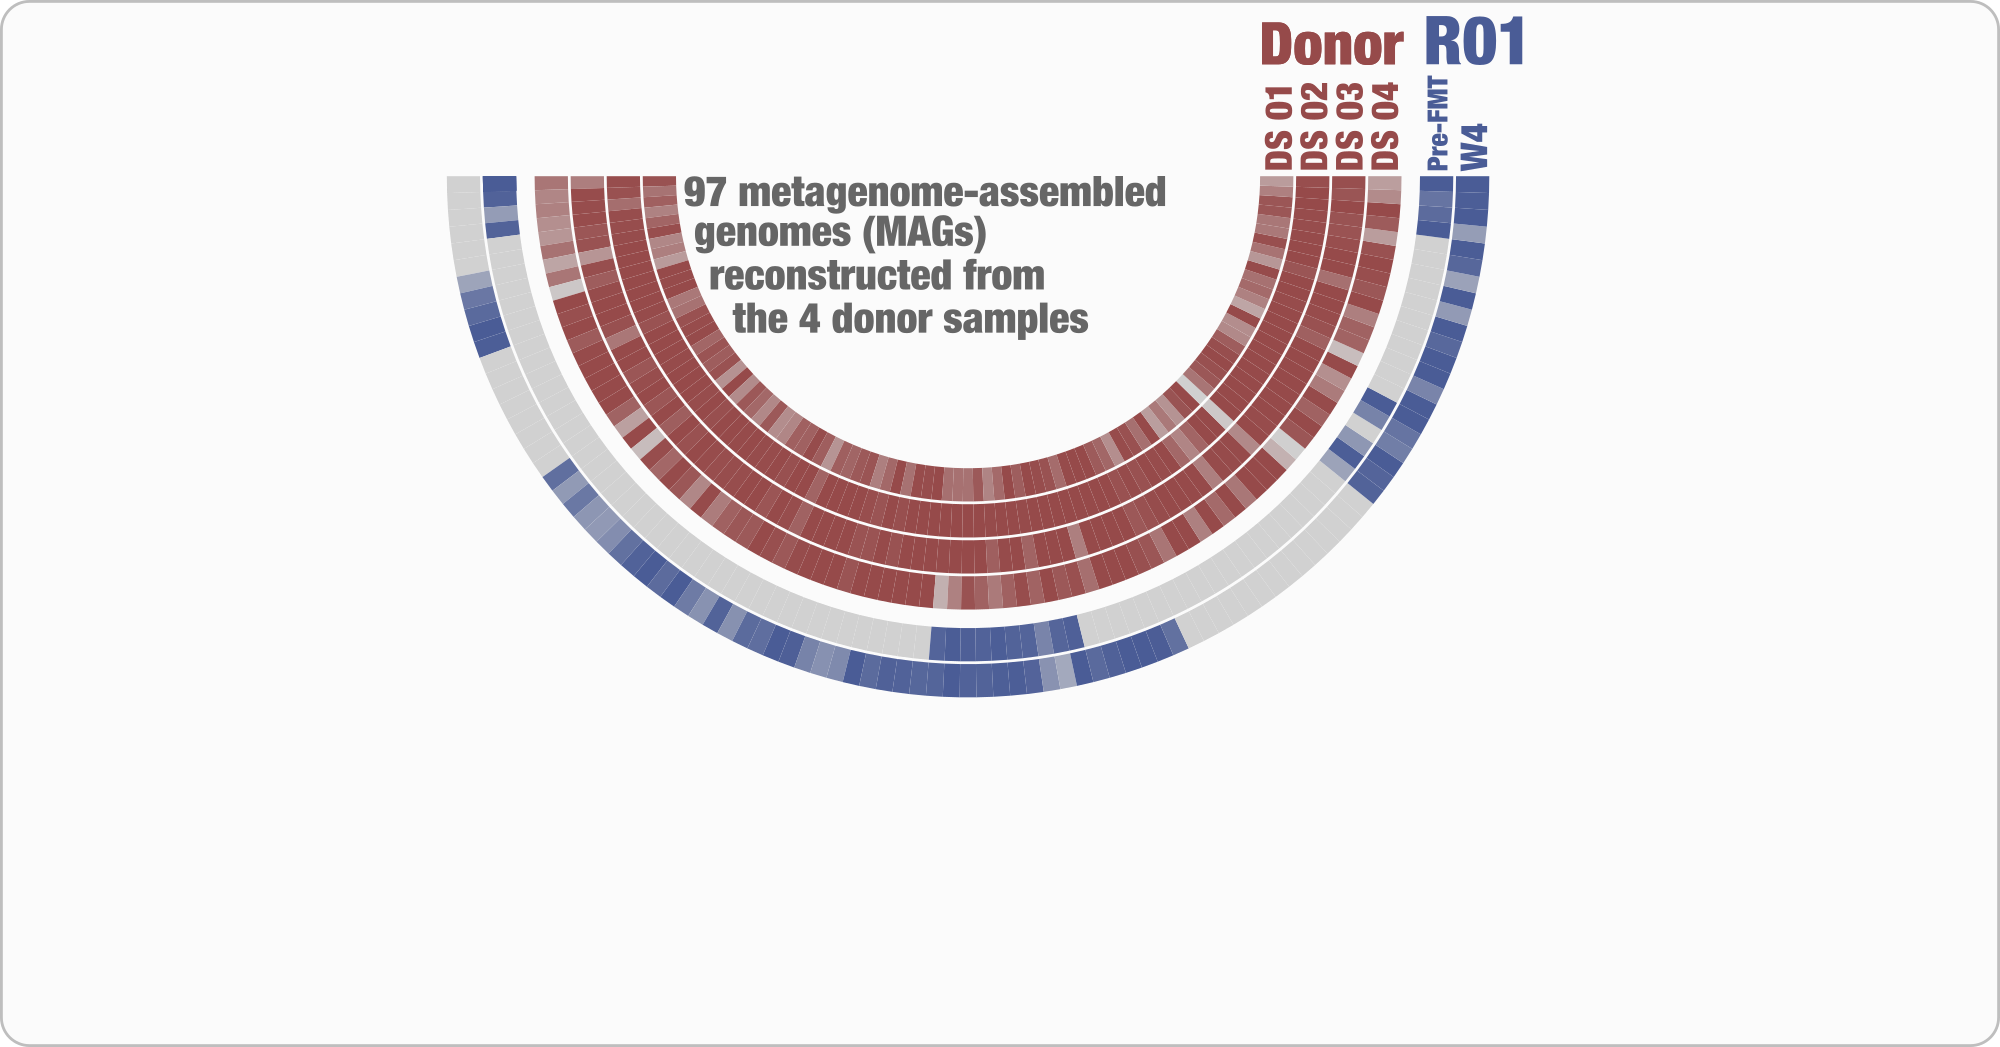 Donor R01
DS 01
DS 02
DS 03
DS 04
Pre-FMT
W4
97 metagenome-assembled
genomes (MAGs)
reconstructed from
the 4 donor samples